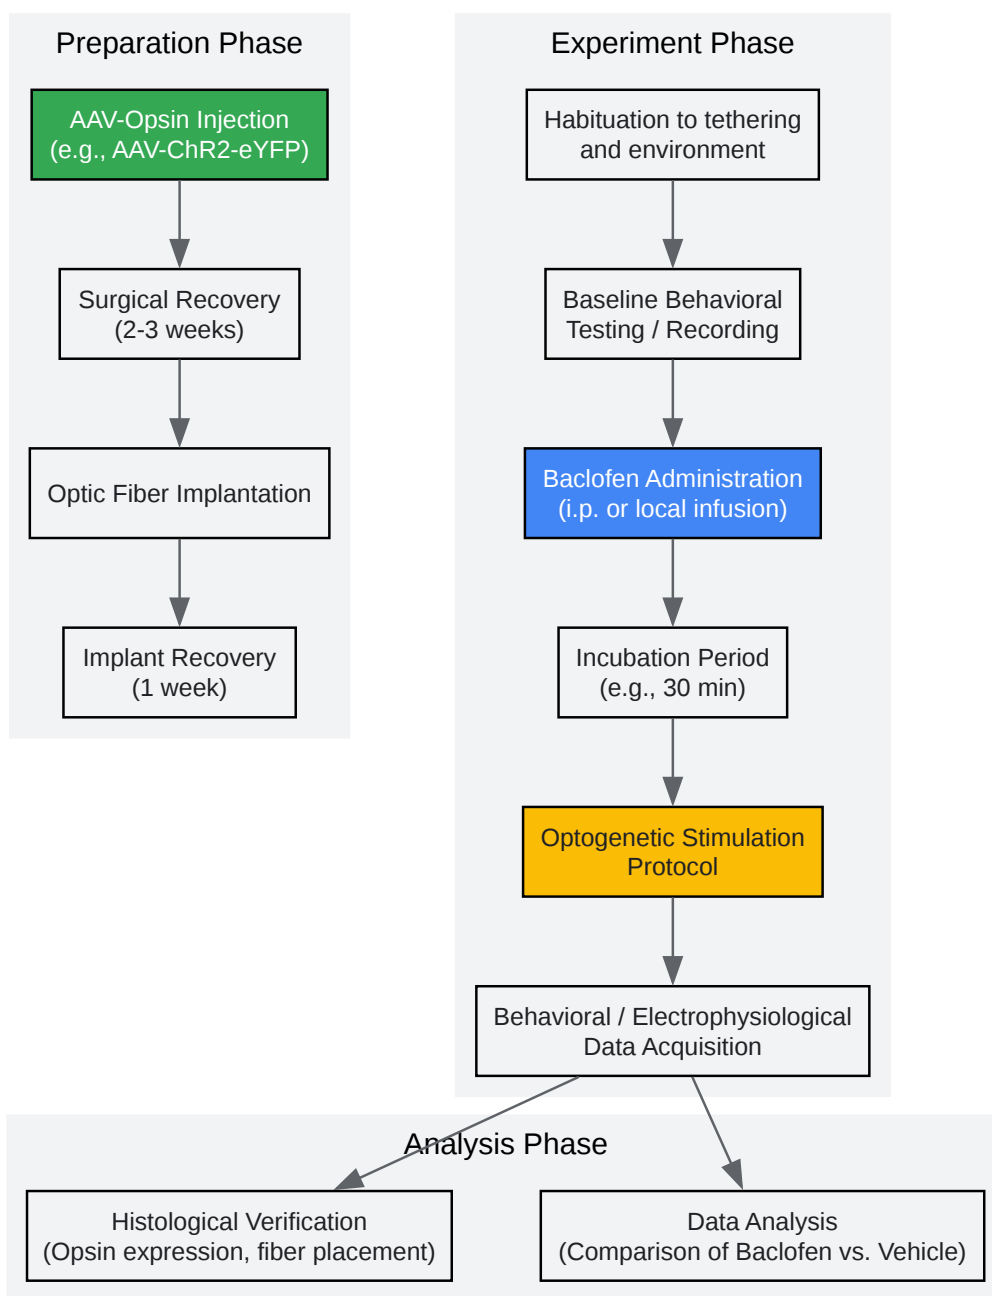 Preparation Phase
AAV-Opsin Injection
(e.g., AAV-ChR2-eYFP)
Surgical Recovery
(2-3 weeks)
Optic Fiber Implantation
Implant Recovery
(1 week)
Experiment Phase
Habituation to tethering
and environment
Baseline Behavioral
Testing / Recording
Baclofen Administration
(i.p. or local infusion)
Incubation Period
(e.g., 30 min)
Optogenetic Stimulation
Protocol
Behavioral / Electrophysiological
Data Acquisition
Analysis Phase
Histological Verification
(Opsin expression, fiber placement)
Data Analysis
(Comparison of Baclofen vs. Vehicle)